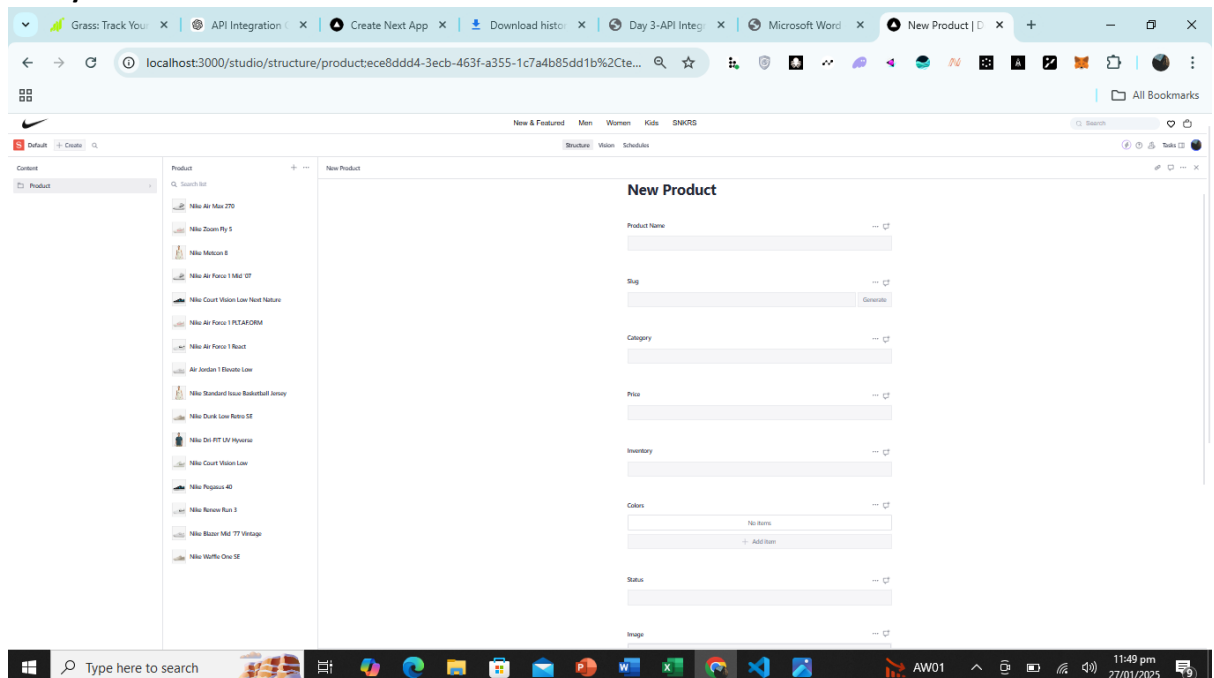 Grass: Track Your
API Integration
Create Next App
Download histor
Day 3-API Integ
Microsoft Word
New Product | D
localhost:3000/studio/structure/product;ece8ddd4-3ecb-463f-a355-1c7a4b85dd1b%2Cte...
All Bookmarks
New & Featured Men Women Kids SNKRS
Search
S Default + Create
Structure Vision Schedules
Tasks
Content
Product
New Product
Product
Search list
New Product
Nike Air Max 270
Product Name
Nike Zoom Fly 5
Nike Metcon 8
Nike Air Force 1 Mid '07
Slug
Nike Court Vision Low Next Nature
Generate
Nike Air Force 1 PLT.AF.ORM
Category
Nike Air Force 1 React
Air Jordan 1 Elevate Low
Nike Standard Issue Basketball Jersey
Price
Nike Dunk Low Retro SE
Nike Dri-FIT UV Hyverse
Inventory
Nike Court Vision Low
Nike Pegasus 40
Nike Renew Run 3
Colors
No items
Nike Blazer Mid '77 Vintage
+ Add item
Nike Waffle One SE
Status
Image
Type here to search
AW01
11:49 pm
27/01/2025